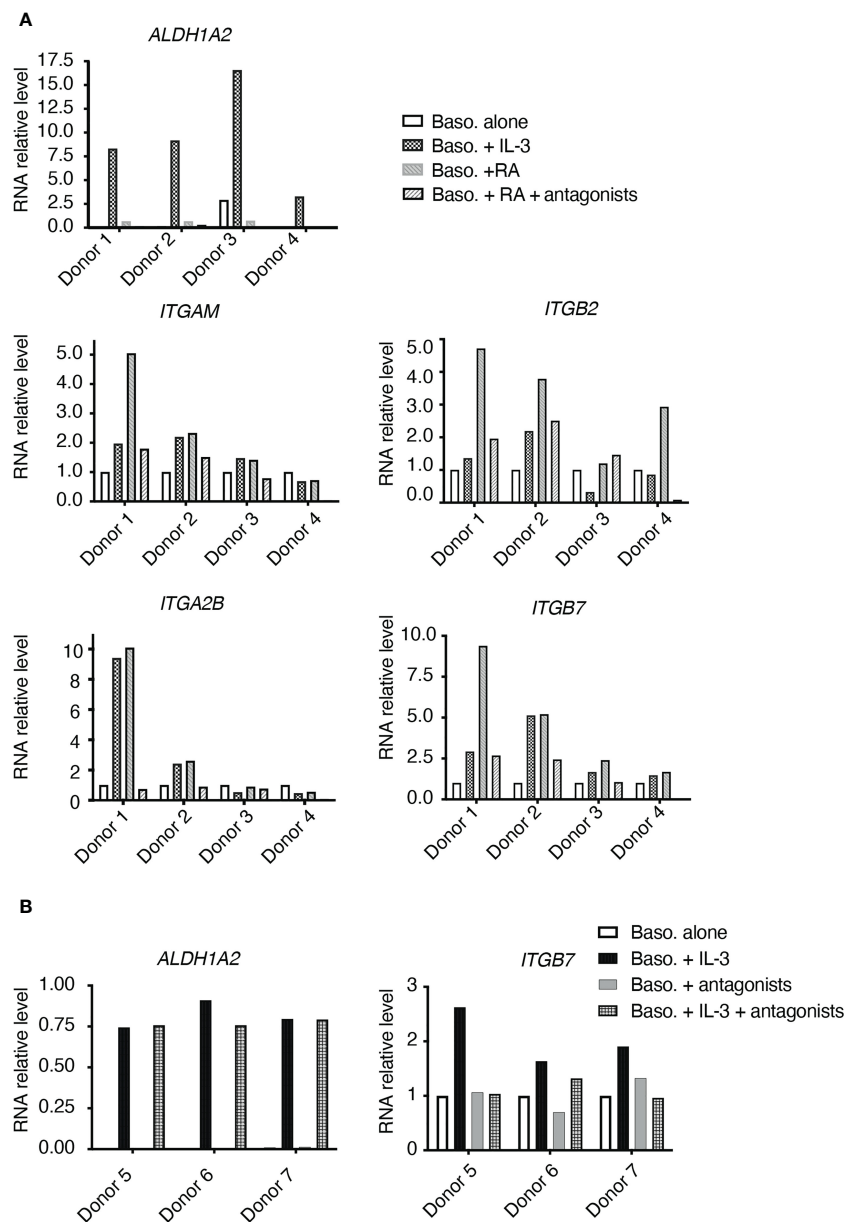 A
ALDH1A2
RNA relative level
17.5
15.0
12.5
10.0
7.5
5.0
2.5
0.0
Donor 1
Donor 2
Donor 3
Donor 4
Baso. alone
Baso. + IL-3
Baso. +RA
Baso. + RA + antagonists
ITGAM
RNA relative level
5.0
4.0
3.0
2.0
1.0
0.0
Donor 1
Donor 2
Donor 3
Donor 4
ITGB2
RNA relative level
5.0
4.0
3.0
2.0
1.0
0.0
Donor 1
Donor 2
Donor 3
Donor 4
ITGA2B
RNA relative level
10
8
6
4
2
0
Donor 1
Donor 2
Donor 3
Donor 4
ITGB7
RNA relative level
10.0
7.5
5.0
2.5
0.0
Donor 1
Donor 2
Donor 3
Donor 4
B
ALDH1A2
RNA relative level
1.00
0.75
0.50
0.25
0.00
Donor 5
Donor 6
Donor 7
ITGB7
RNA relative level
3
2
1
0
Donor 5
Donor 6
Donor 7
Baso. alone
Baso. + IL-3
Baso. + antagonists
Baso. + IL-3 + antagonists